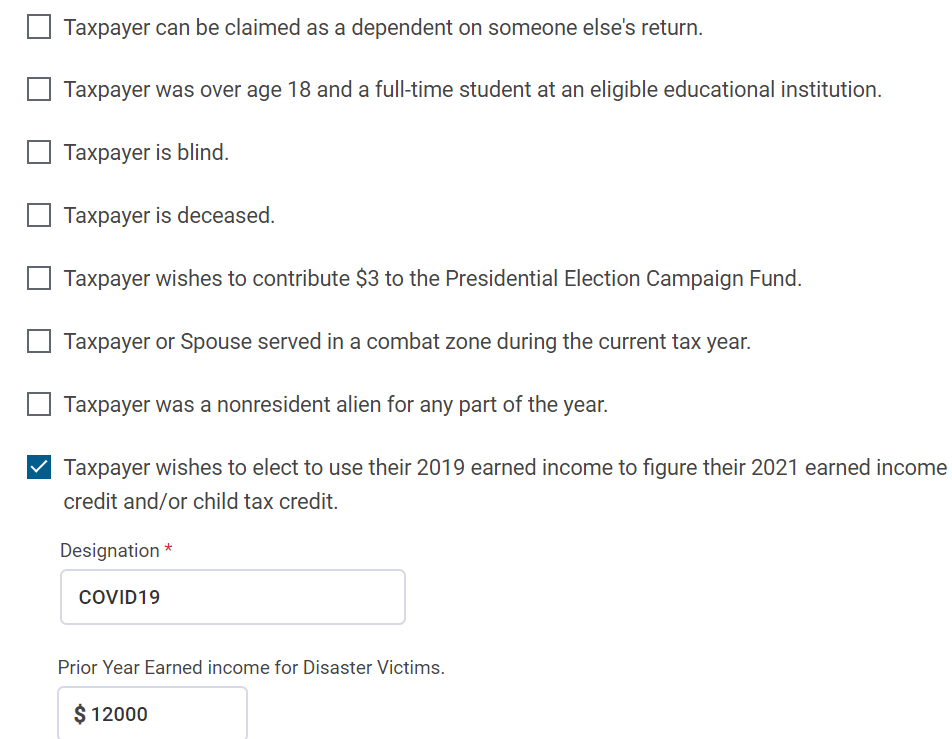 Taxpayer can be claimed as a dependent on someone else's return.
Taxpayer was over age 18 and a full-time student at an eligible educational institution.
Taxpayer is blind.
Taxpayer is deceased.
Taxpayer wishes to contribute $3 to the Presidential Election Campaign Fund.
Taxpayer or Spouse served in a combat zone during the current tax year.
Taxpayer was a nonresident alien for any part of the year.
Taxpayer wishes to elect to use their 2019 earned income to figure their 2021 earned income
credit and/or child tax credit.
Designation *
COVID19
Prior Year Earned income for Disaster Victims.
$ 12000